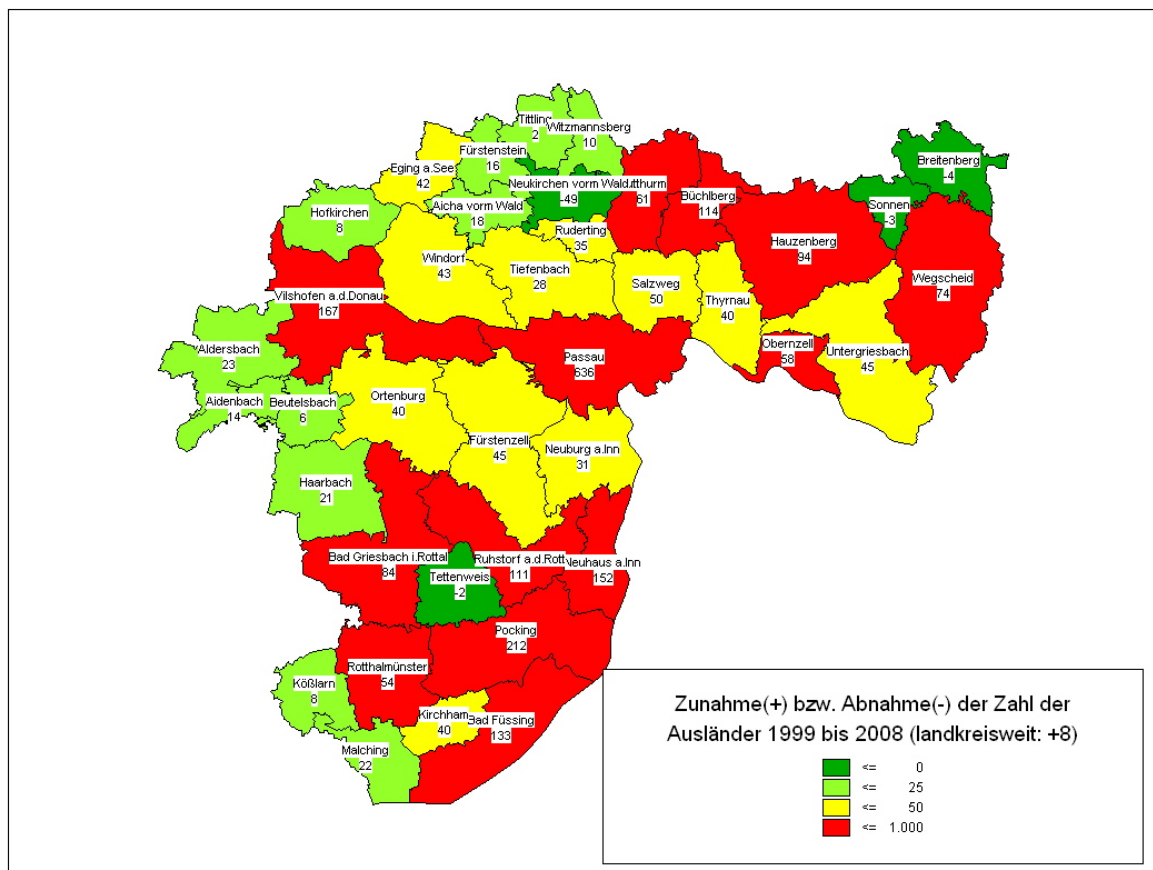 Tittling
2
Witzmannsberg
10
Fürstenstein
16
Eging a.See
42
Neukirchen vorm Wald
-49
utthurm
61
Büchlberg
114
Breitenberg
-4
Sonnen
-3
Aicha vorm Wald
18
Hofkirchen
8
Ruderting
35
Hauzenberg
94
Windorf
43
Tiefenbach
28
Salzweg
50
Thyrnau
40
Wegscheid
74
Vilshofen a.d.Donau
167
Obernzell
58
Untergriesbach
45
Aldersbach
23
Passau
636
Aidenbach
14
Beutelsbach
6
Ortenburg
40
Fürstenzell
45
Neuburg a.Inn
31
Haarbach
21
Bad Griesbach i.Rottal
84
Ruhstorf a.d.Rott
111
Neuhaus a.Inn
152
Tettenweis
-2
Pocking
212
Rotthalmünster
54
Kößlarn
8
Kirchham
40
Bad Füssing
133
Malching
22
Zunahme(+) bzw. Abnahme(-) der Zahl der
Ausländer 1999 bis 2008 (landkreisweit: +8)
<= 0
<= 25
<= 50
<= 1.000